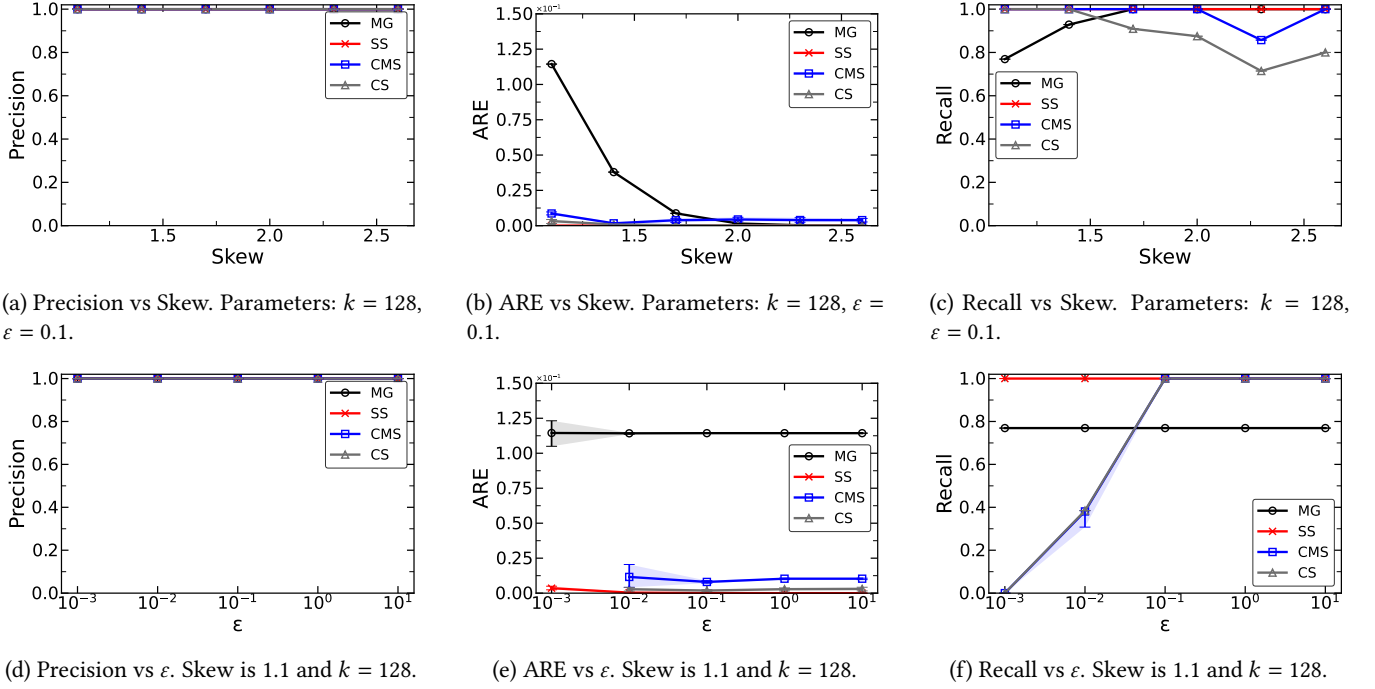 1.0
0.8
0.6
0.4
0.2
0.0
Precision
MG
SS
CMS
CS
1.5
2.0
2.5
Skew
×10⁻¹
1.50
1.25
1.00
0.75
0.50
0.25
0.00
ARE
MG
SS
CMS
CS
1.5
2.0
2.5
Skew
1.0
0.8
0.6
0.4
0.2
0.0
Recall
MG
SS
CMS
CS
1.5
2.0
2.5
Skew
(a) Precision vs Skew. Parameters: k = 128,
ε = 0.1.
(b) ARE vs Skew. Parameters: k = 128, ε =
0.1.
(c) Recall vs Skew. Parameters: k = 128,
ε = 0.1.
1.0
0.8
0.6
0.4
0.2
0.0
Precision
MG
SS
CMS
CS
10⁻³
10⁻²
10⁻¹
10⁰
10¹
ε
×10⁻¹
1.50
1.25
1.00
0.75
0.50
0.25
0.00
ARE
MG
SS
CMS
CS
10⁻³
10⁻²
10⁻¹
10⁰
10¹
ε
1.0
0.8
0.6
0.4
0.2
0.0
Recall
MG
SS
CMS
CS
10⁻³
10⁻²
10⁻¹
10⁰
10¹
ε
(d) Precision vs ε. Skew is 1.1 and k = 128.
(e) ARE vs ε. Skew is 1.1 and k = 128.
(f) Recall vs ε. Skew is 1.1 and k = 128.